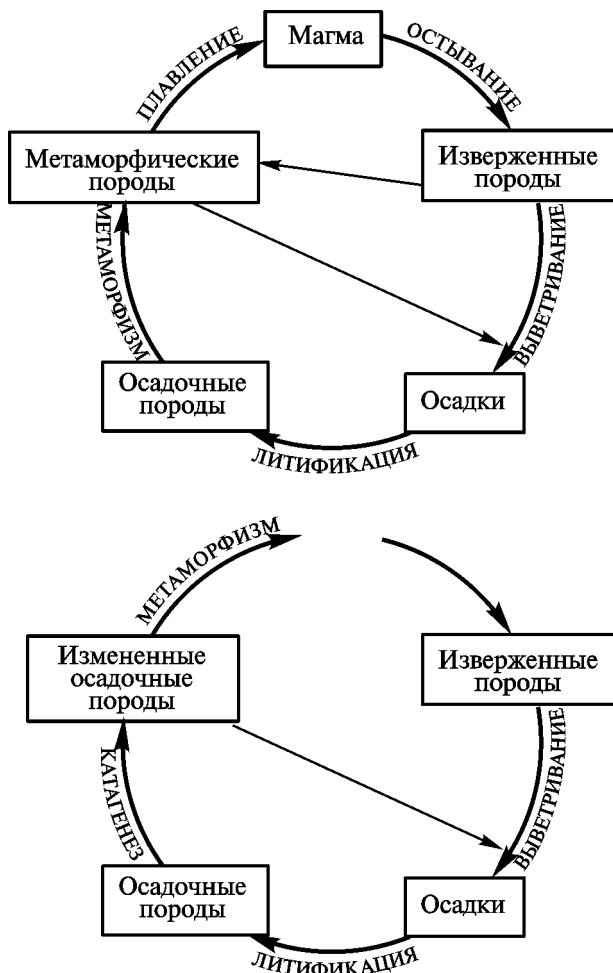 Магма
ОСТЫВАНИЕ
ПЛАВЛЕНИЕ
Метаморфические
породы
Изверженные
породы
МЕТАМОРФИЗМ
ВЫВЕТРИВАНИЕ
Осадочные
породы
Осадки
ЛИТИФИКАЦИЯ
МЕТАМОРФИЗМ
Измененные
осадочные
породы
Изверженные
породы
КАТАГЕНЕЗ
ВЫВЕТРИВАНИЕ
Осадочные
породы
Осадки
ЛИТИФИКАЦИЯ